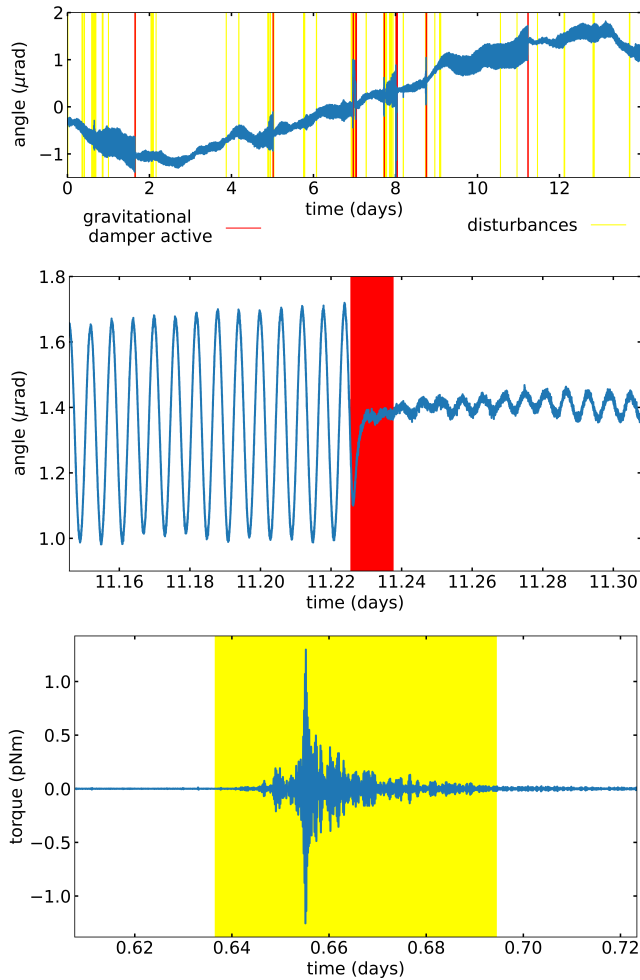 2
1
0
−1
angle (μrad)
0 2 4 6 8 10 12
time (days)
gravitational
damper active
disturbances
1.8
1.6
1.4
1.2
1.0
angle (μrad)
11.16 11.18 11.20 11.22 11.24 11.26 11.28 11.30
time (days)
1.0
0.5
0.0
−0.5
−1.0
torque (pNm)
0.62 0.64 0.66 0.68 0.70 0.72
time (days)